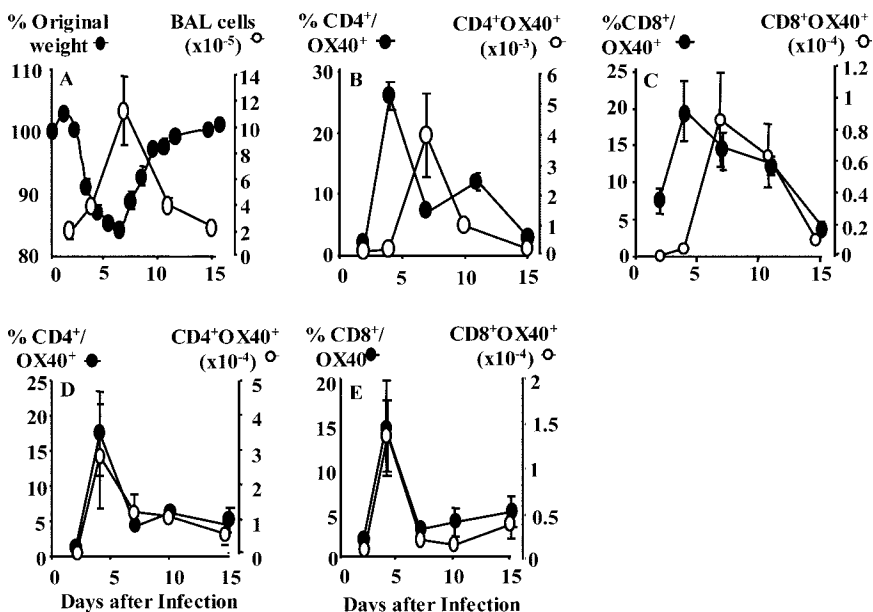 % Original
weight
BAL cells
(x10⁻⁵)
A
110
100
90
80
14
12
10
8
6
4
2
0
0 5 10 15
% CD4⁺/
OX40⁺
CD4⁺OX40⁺
(x10⁻³)
B
30
20
10
0
6
5
4
3
2
1
0
0 5 10 15
%CD8⁺/
OX40⁺
CD8⁺OX40⁺
(x10⁻⁴)
C
25
20
15
10
5
0
1.2
1
0.8
0.6
0.4
0.2
0
0 5 10 15
% CD4⁺/
OX40⁺
CD4⁺OX40⁺
(x10⁻⁴)
D
25
20
15
10
5
0
5
4
3
2
1
0
0 5 10 15
Days after Infection
% CD8⁺/
OX40
CD8⁺OX40⁺
(x10⁻⁴)
E
20
15
10
5
0
2
1.5
1
0.5
0
0 5 10 15
Days after Infection